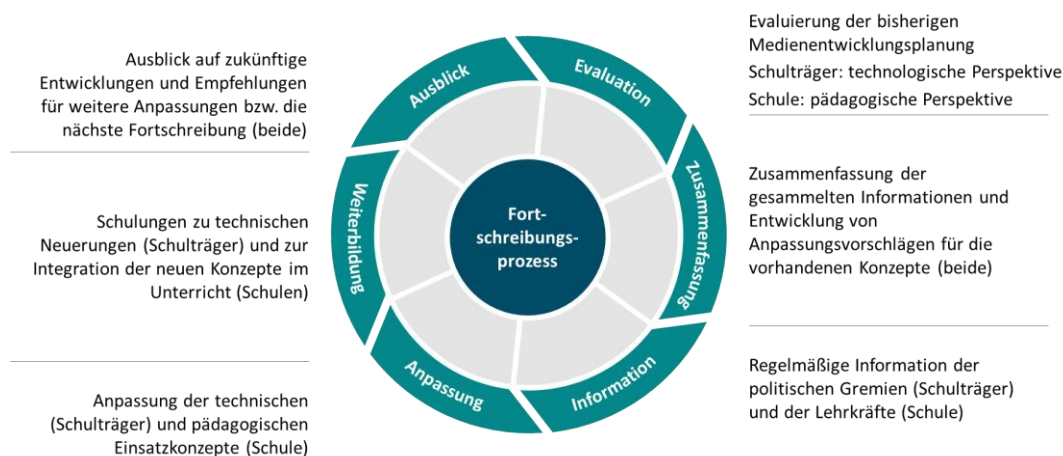 Ausblick auf zukünftige
Entwicklungen und Empfehlungen
für weitere Anpassungen bzw. die
nächste Fortschreibung (beide)
Schulungen zu technischen
Neuerungen (Schulträger) und zur
Integration der neuen Konzepte im
Unterricht (Schulen)
Anpassung der technischen
(Schulträger) und pädagogischen
Einsatzkonzepte (Schule)
Ausblick
Evaluation
Weiterbildung
Zusammenfassung
Fort-
schreibungs-
prozess
Anpassung
Information
Evaluierung der bisherigen
Medienentwicklungsplanung
Schulträger: technologische Perspektive
Schule: pädagogische Perspektive
Zusammenfassung der
gesammelten Informationen und
Entwicklung von
Anpassungsvorschlägen für die
vorhandenen Konzepte (beide)
Regelmäßige Information der
politischen Gremien (Schulträger)
und der Lehrkräfte (Schule)